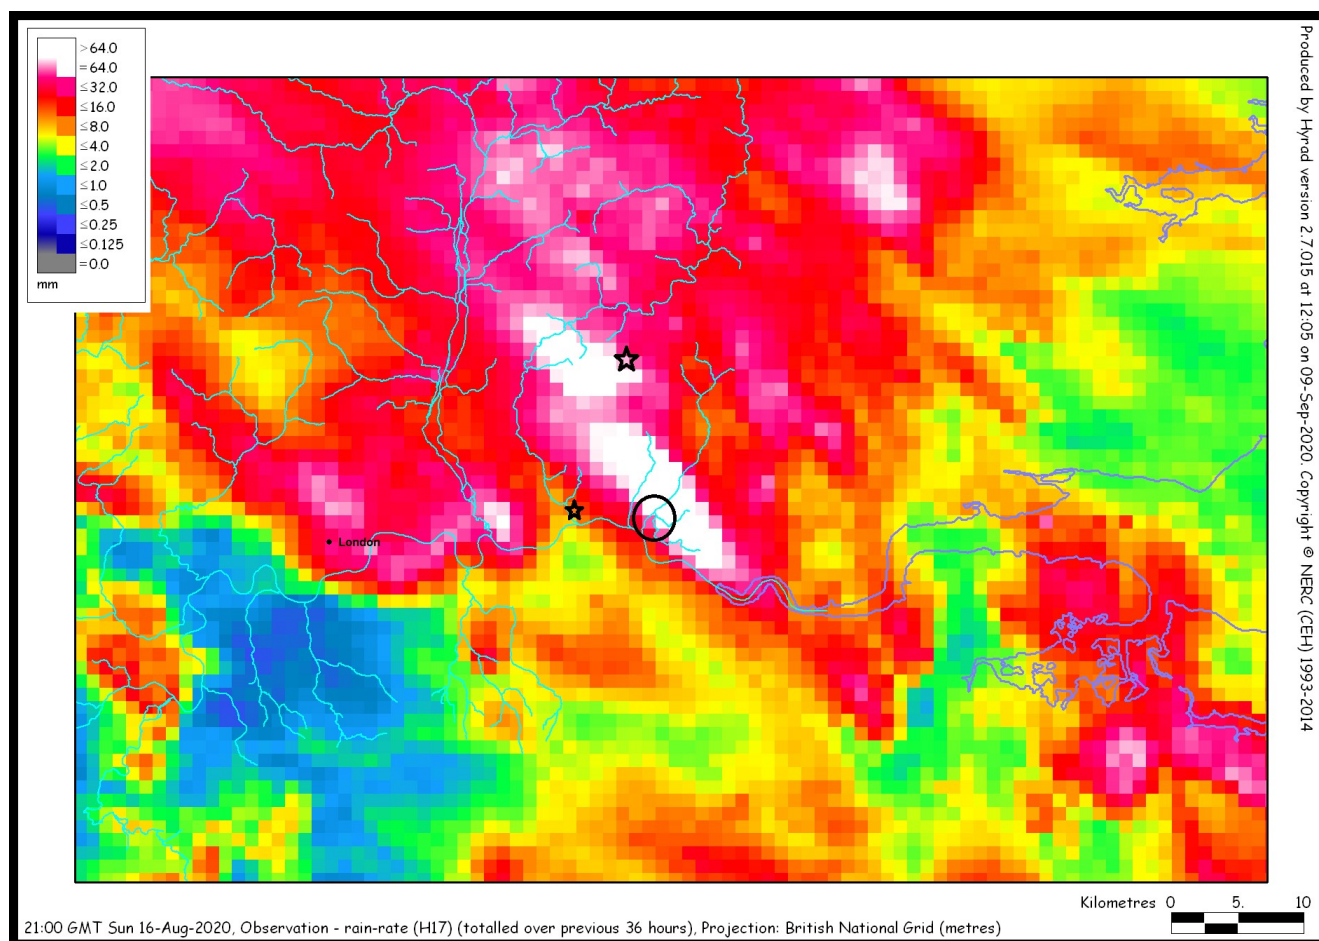 >64.0
=64.0
≤32.0
≤16.0
≤8.0
≤4.0
≤2.0
≤1.0
≤0.5
≤0.25
≤0.125
=0.0
mm
London
Produced by Hyrad version 2.7.015 at 12:05 on 09-Sep-2020. Copyright © NERC (CEH) 1993-2014
Kilometres 0 5. 10
21:00 GMT Sun 16-Aug-2020, Observation - rain-rate (H17) (totalled over previous 36 hours), Projection: British National Grid (metres)